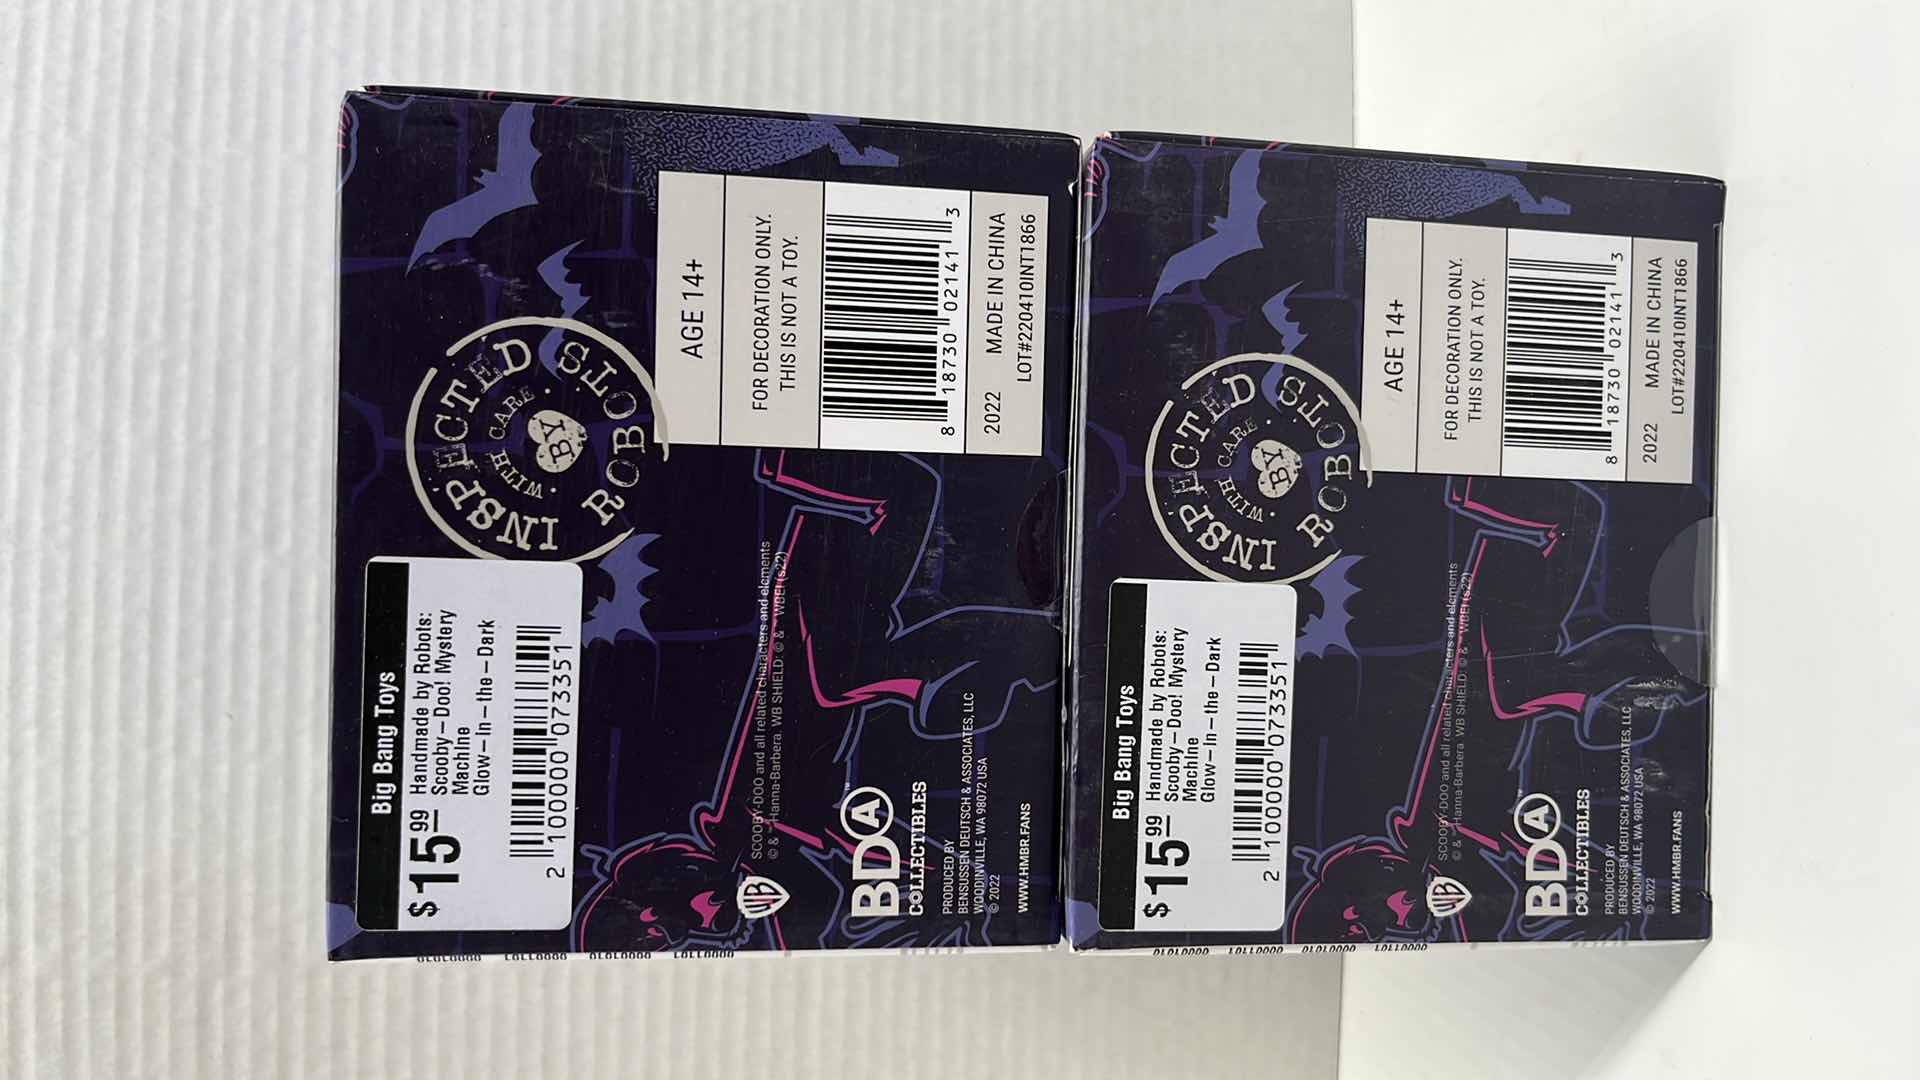 Big Bang Toys
$15.99
Handmade by Robots:
Scooby-Doo! Mystery
Machine
Glow-In-the-Dark
2 100000 073351
INSPECTED
WITH CARE
BY
ROBOTS
AGE 14+
FOR DECORATION ONLY.
THIS IS NOT A TOY.
8 18730 02141 3
2022 MADE IN CHINA
LOT#220410INT1866
SCOOBY-DOO and all related characters and elements
© & ™ Hanna-Barbera. WB SHIELD: © & ™ WBEI (s22)
WB
BDA™
COLLECTIBLES
PRODUCED BY
BENSUSSEN DEUTSCH & ASSOCIATES, LLC
WOODINVILLE, WA 98072 USA
© 2022
WWW.HMBR.FANS
Big Bang Toys
$15.99
Handmade by Robots:
Scooby-Doo! Mystery
Machine
Glow-In-the-Dark
2 100000 073351
INSPECTED
WITH CARE
BY
ROBOTS
AGE 14+
FOR DECORATION ONLY.
THIS IS NOT A TOY.
8 18730 02141 3
2022 MADE IN CHINA
LOT#220410INT1866
SCOOBY-DOO and all related characters and elements
© & ™ Hanna-Barbera. WB SHIELD: © & ™ WBEI (s22)
WB
BDA™
COLLECTIBLES
PRODUCED BY
BENSUSSEN DEUTSCH & ASSOCIATES, LLC
WOODINVILLE, WA 98072 USA
© 2022
WWW.HMBR.FANS